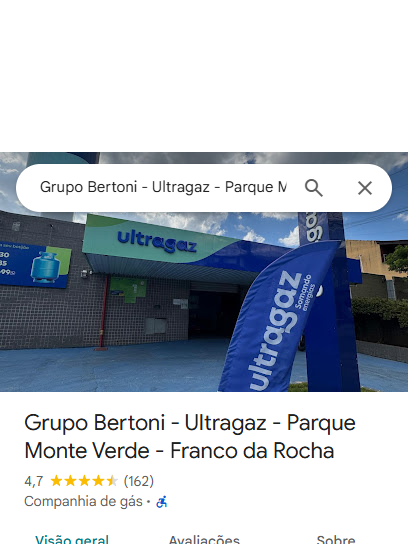 Grupo Bertoni - Ultragaz - Parque M
ultragaz
ultragaz
Somando
energias
Grupo Bertoni - Ultragaz - Parque
Monte Verde - Franco da Rocha
4,7 (162)
Companhia de gás ·
Visão geral Avaliações Sobre